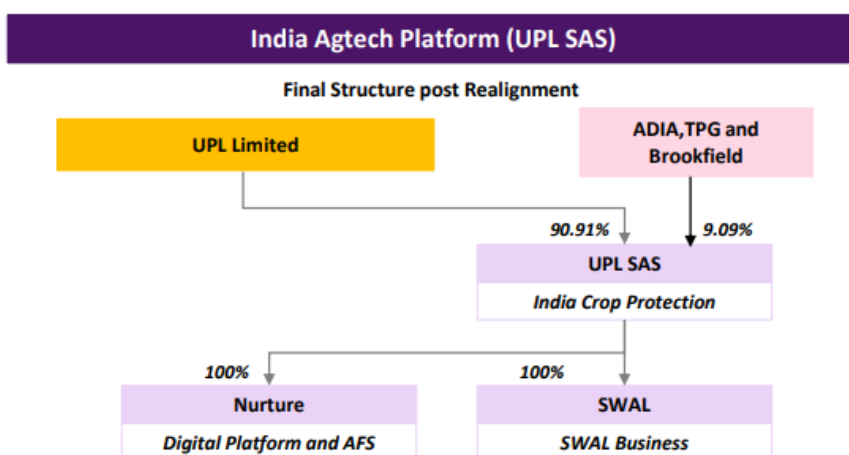 India Agtech Platform (UPL SAS)
Final Structure post Realignment
UPL Limited
ADIA,TPG and
Brookfield
90.91%
9.09%
UPL SAS
India Crop Protection
100%
100%
Nurture
SWAL
Digital Platform and AFS
SWAL Business